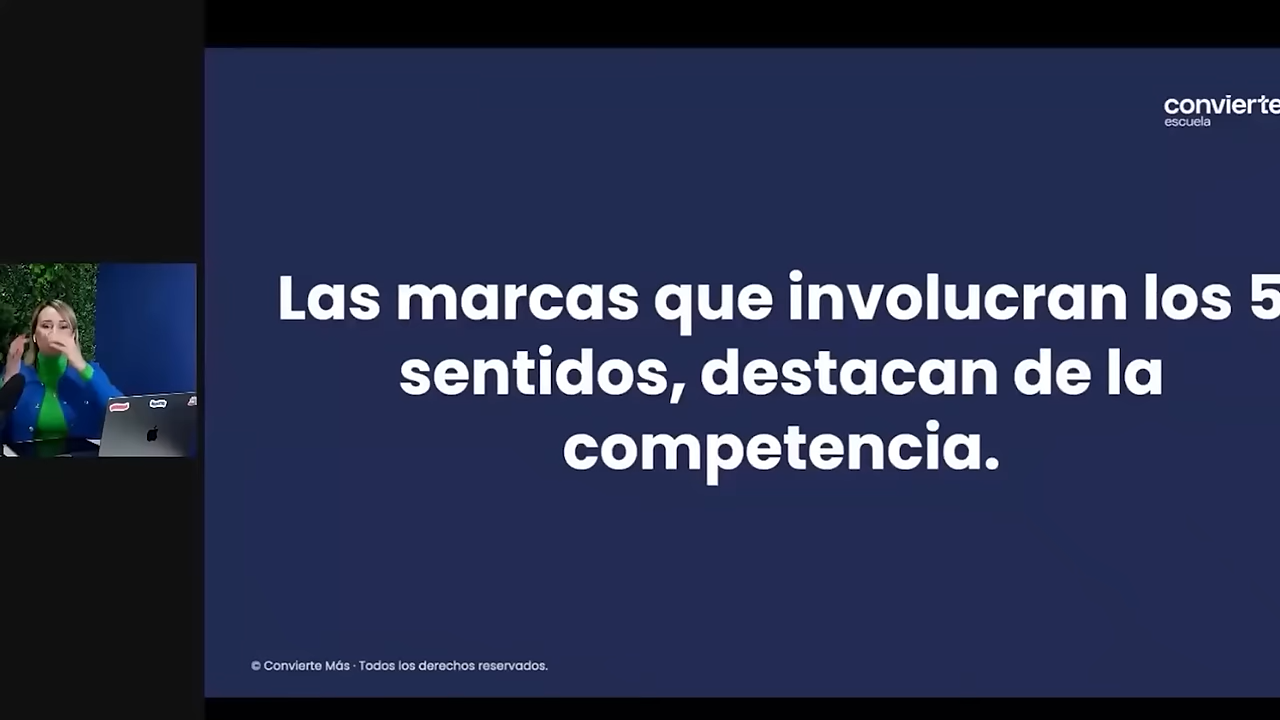 convierte
escuela
Las marcas que involucran los 5
sentidos, destacan de la
competencia.
© Convierte Más · Todos los derechos reservados.